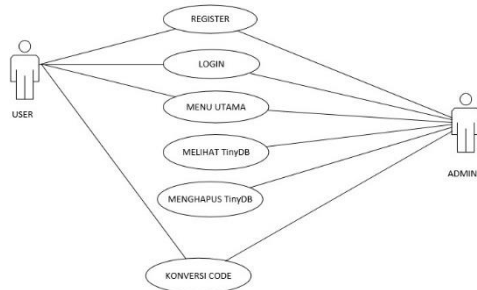 REGISTER
LOGIN
USER
MENU UTAMA
MELIHAT TinyDB
ADMIN
MENGHAPUS TinyDB
KONVERSI CODE